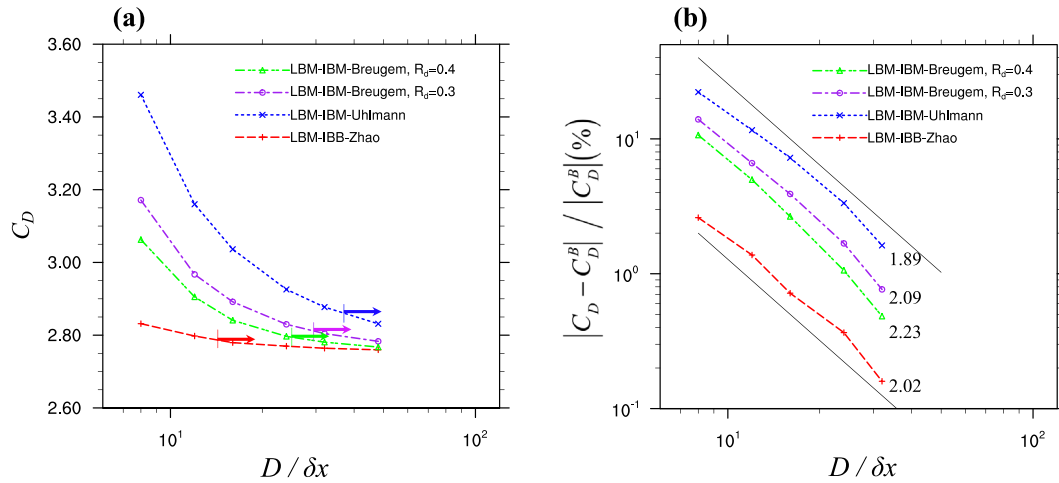 (a)
3.60
3.40
3.20
3.00
2.80
2.60
C_D
LBM-IBM-Breugem, R_d=0.4
LBM-IBM-Breugem, R_d=0.3
LBM-IBM-Uhlmann
LBM-IBB-Zhao
10^1
10^2
D / δx
(b)
10^1
10^0
10^-1
|C_D − C_D^B| / |C_D^B|(%)
LBM-IBM-Breugem, R_d=0.4
LBM-IBM-Breugem, R_d=0.3
LBM-IBM-Uhlmann
LBM-IBB-Zhao
1.89
2.09
2.23
2.02
10^1
10^2
D / δx